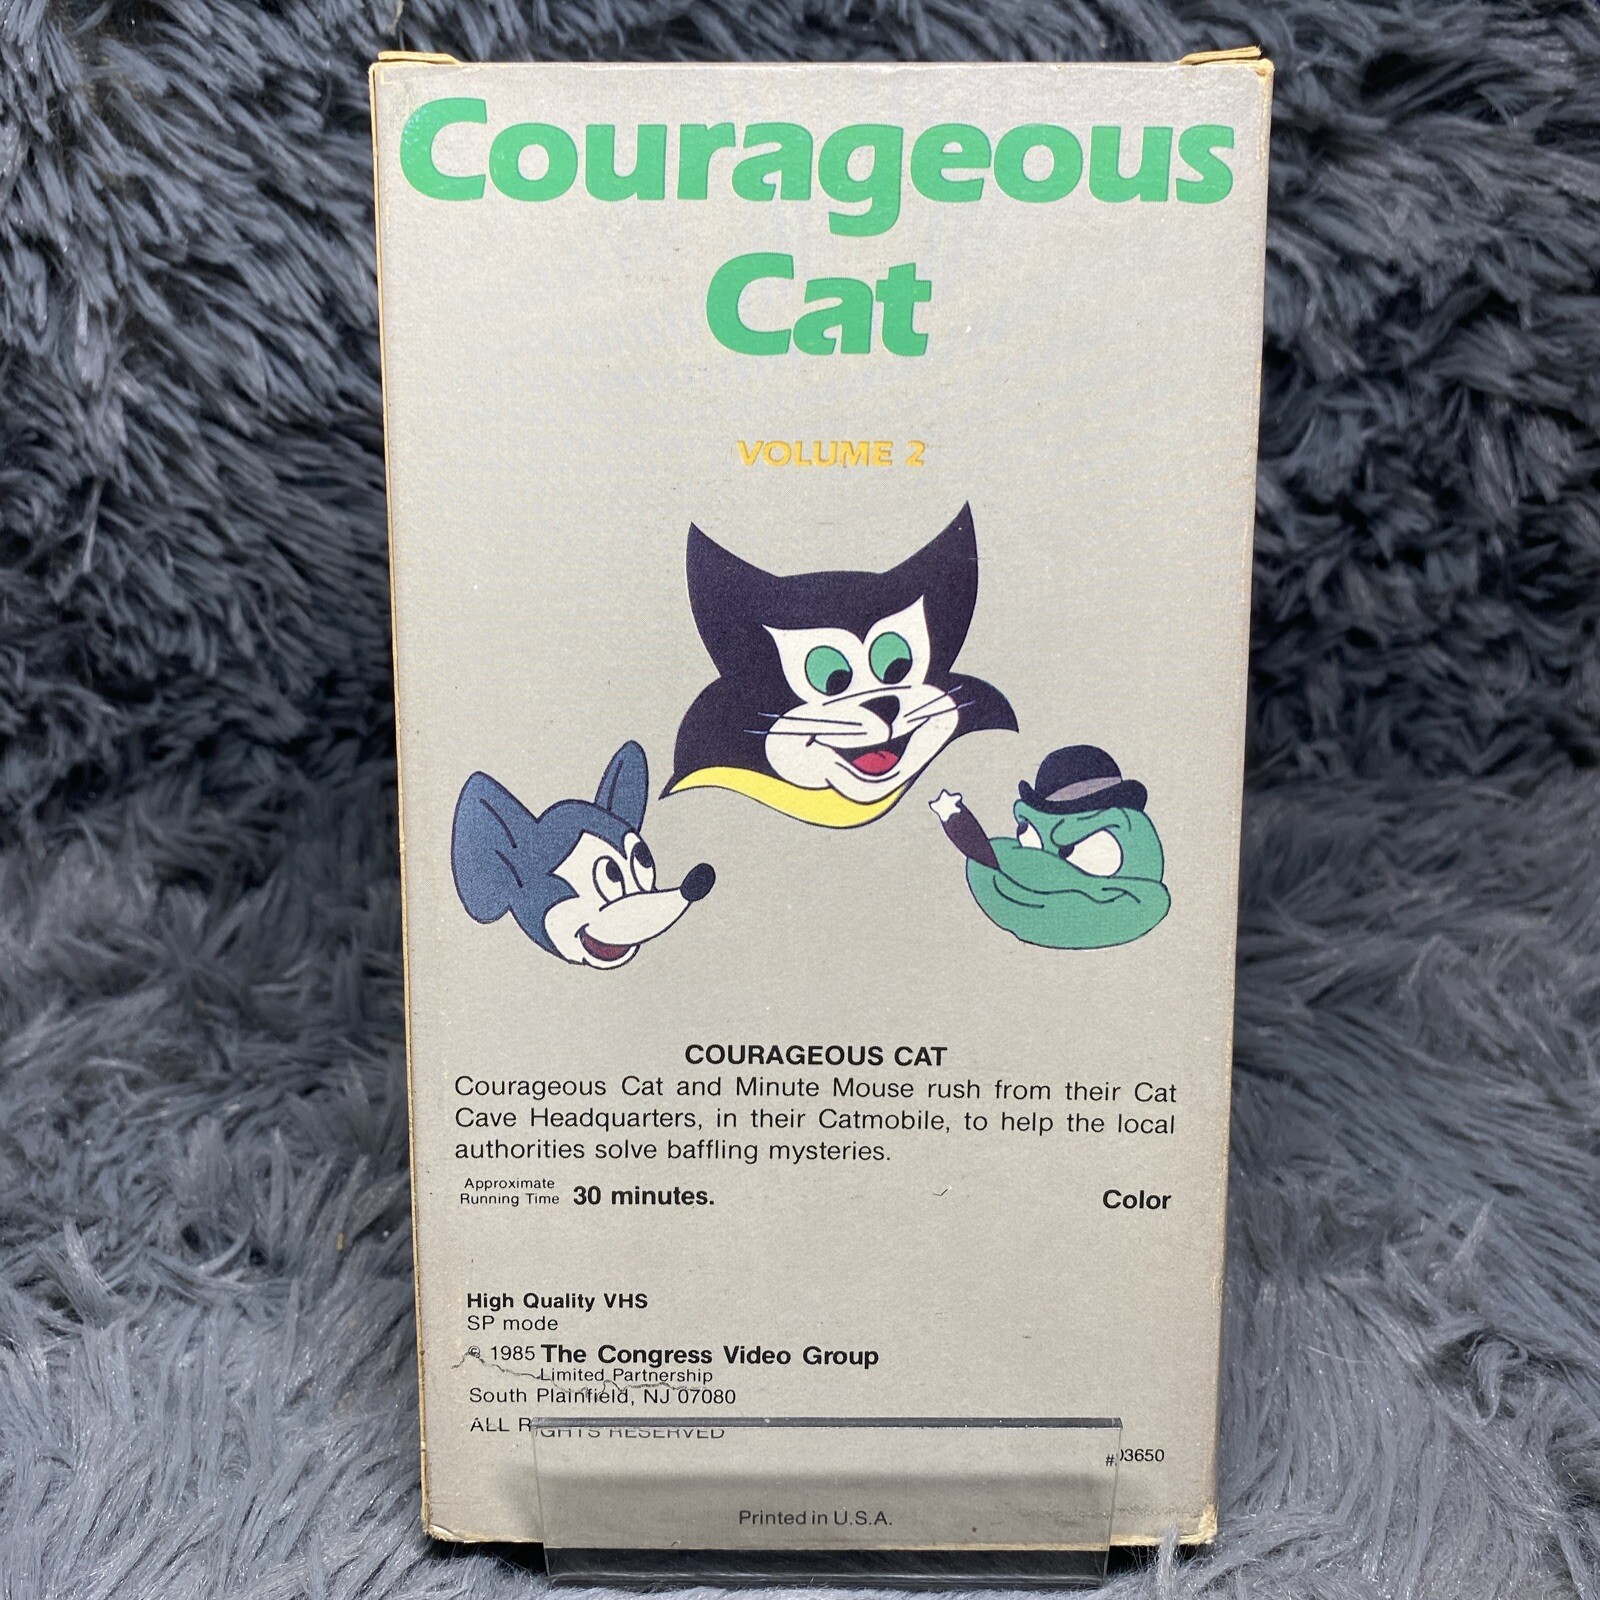 Courageous
Cat
VOLUME 2
COURAGEOUS CAT
Courageous Cat and Minute Mouse rush from their Cat
Cave Headquarters, in their Catmobile, to help the local
authorities solve baffling mysteries.
Approximate
Running Time 30 minutes.
Color
High Quality VHS
SP mode
© 1985 The Congress Video Group
Limited Partnership
South Plainfield, NJ 07080
ALL RIGHTS RESERVED
Printed in U.S.A.